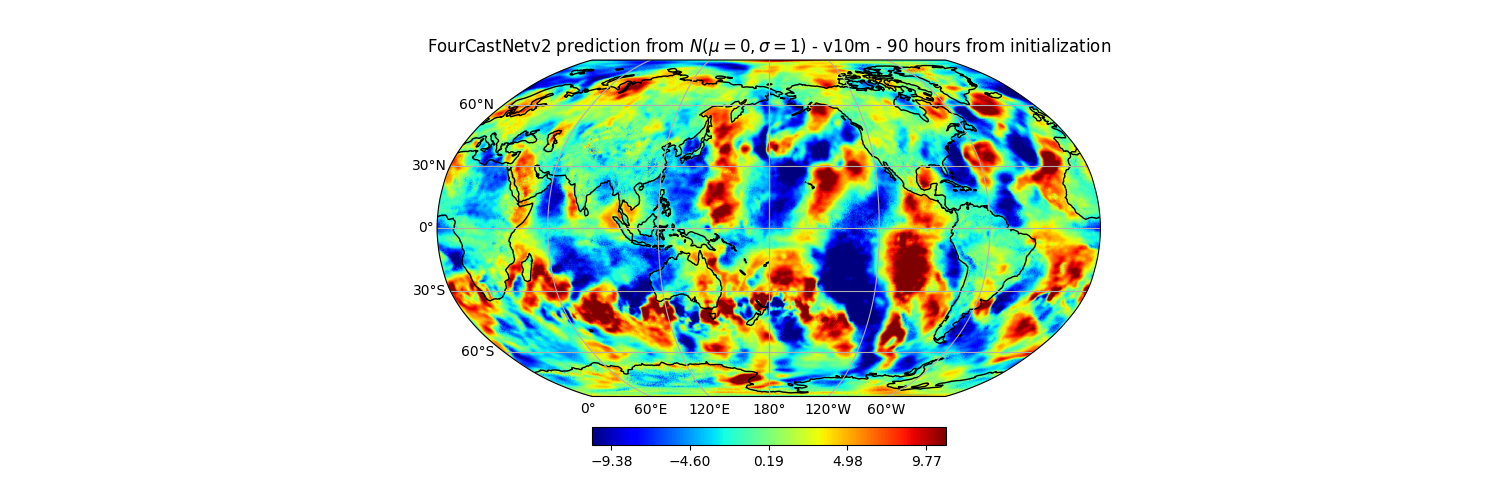 FourCastNetv2 prediction from N(μ = 0, σ = 1) - v10m - 90 hours from initialization
60°N
30°N
0°
30°S
60°S
0° 60°E 120°E 180° 120°W 60°W
−9.38 −4.60 0.19 4.98 9.77